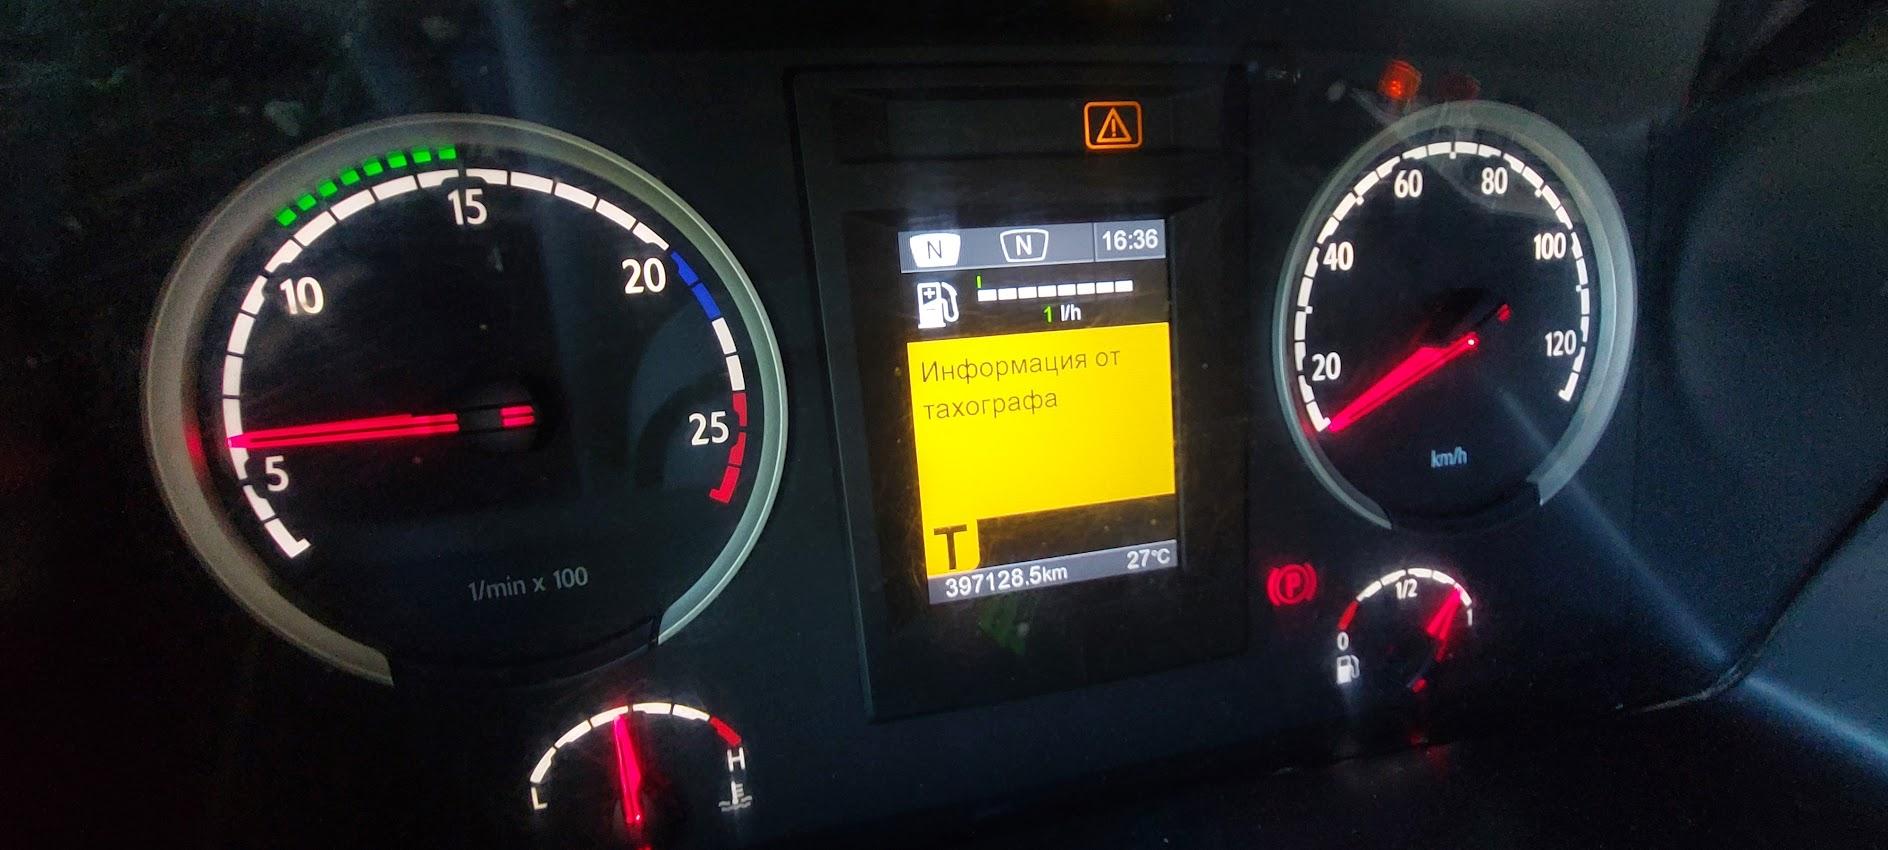 5
10
15
20
25
1/min x 100
L
H
N
N
16:36
1 l/h
Информация от
тахографа
T
397128.5km
27°C
20
40
60
80
100
120
km/h
P
0
1/2
1